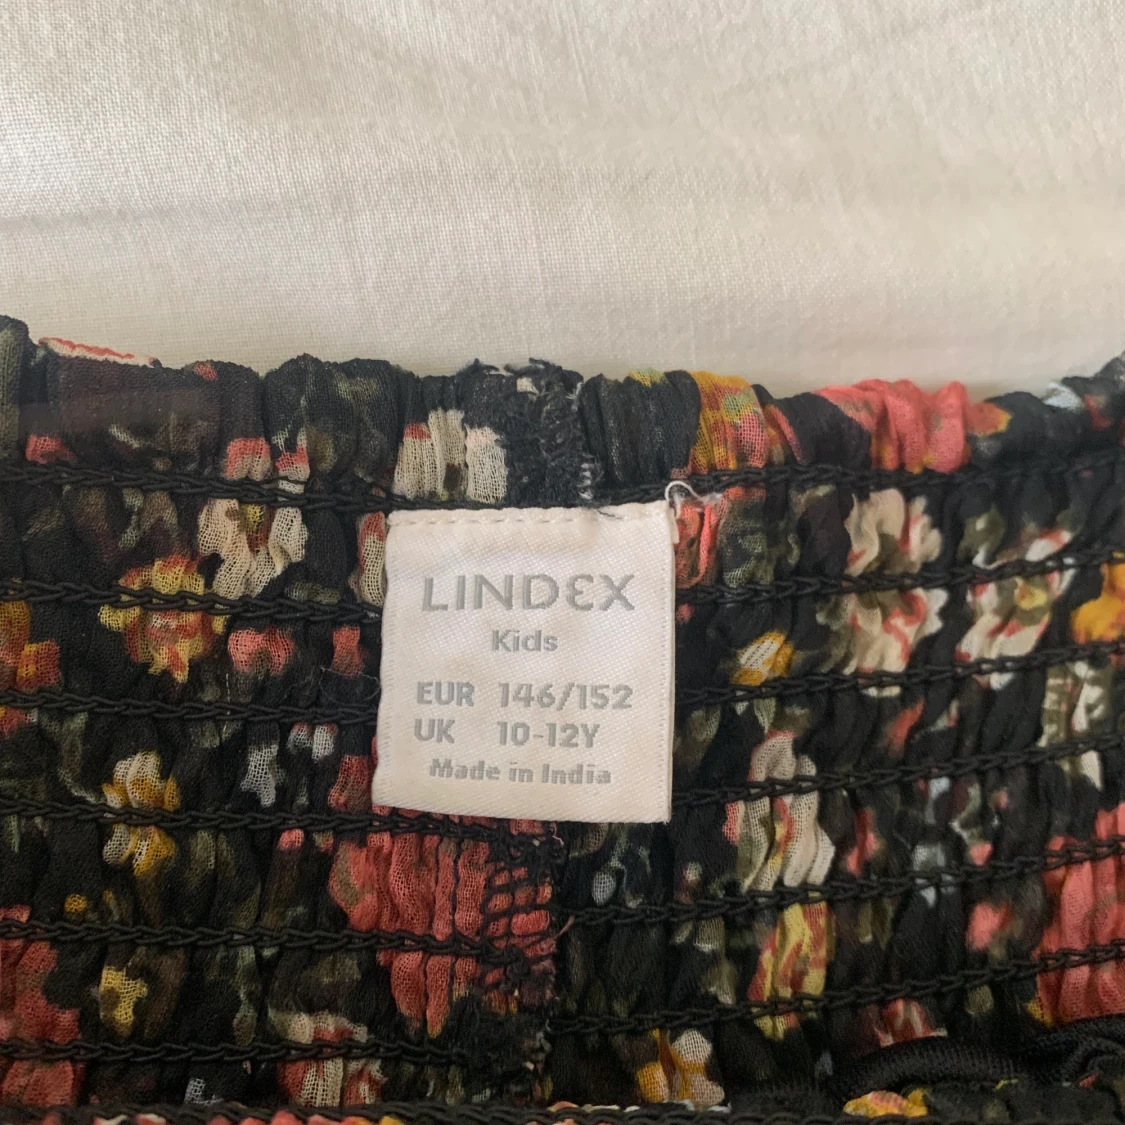 LINDEX
Kids
EUR 146/152
UK 10-12Y
Made in India